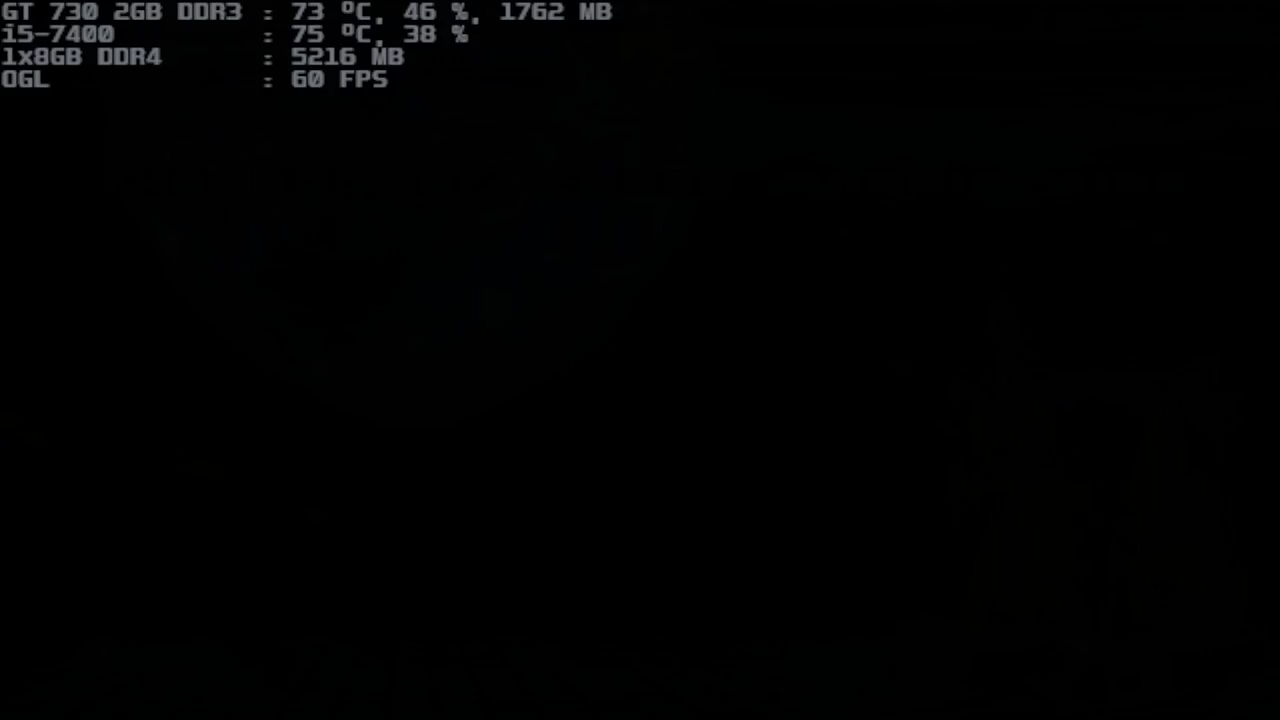 GT 730 2GB DDR3 : 73 ºC, 46 %, 1762 MB
i5-7400 : 75 ºC, 38 %
1x8GB DDR4 : 5216 MB
OGL : 60 FPS